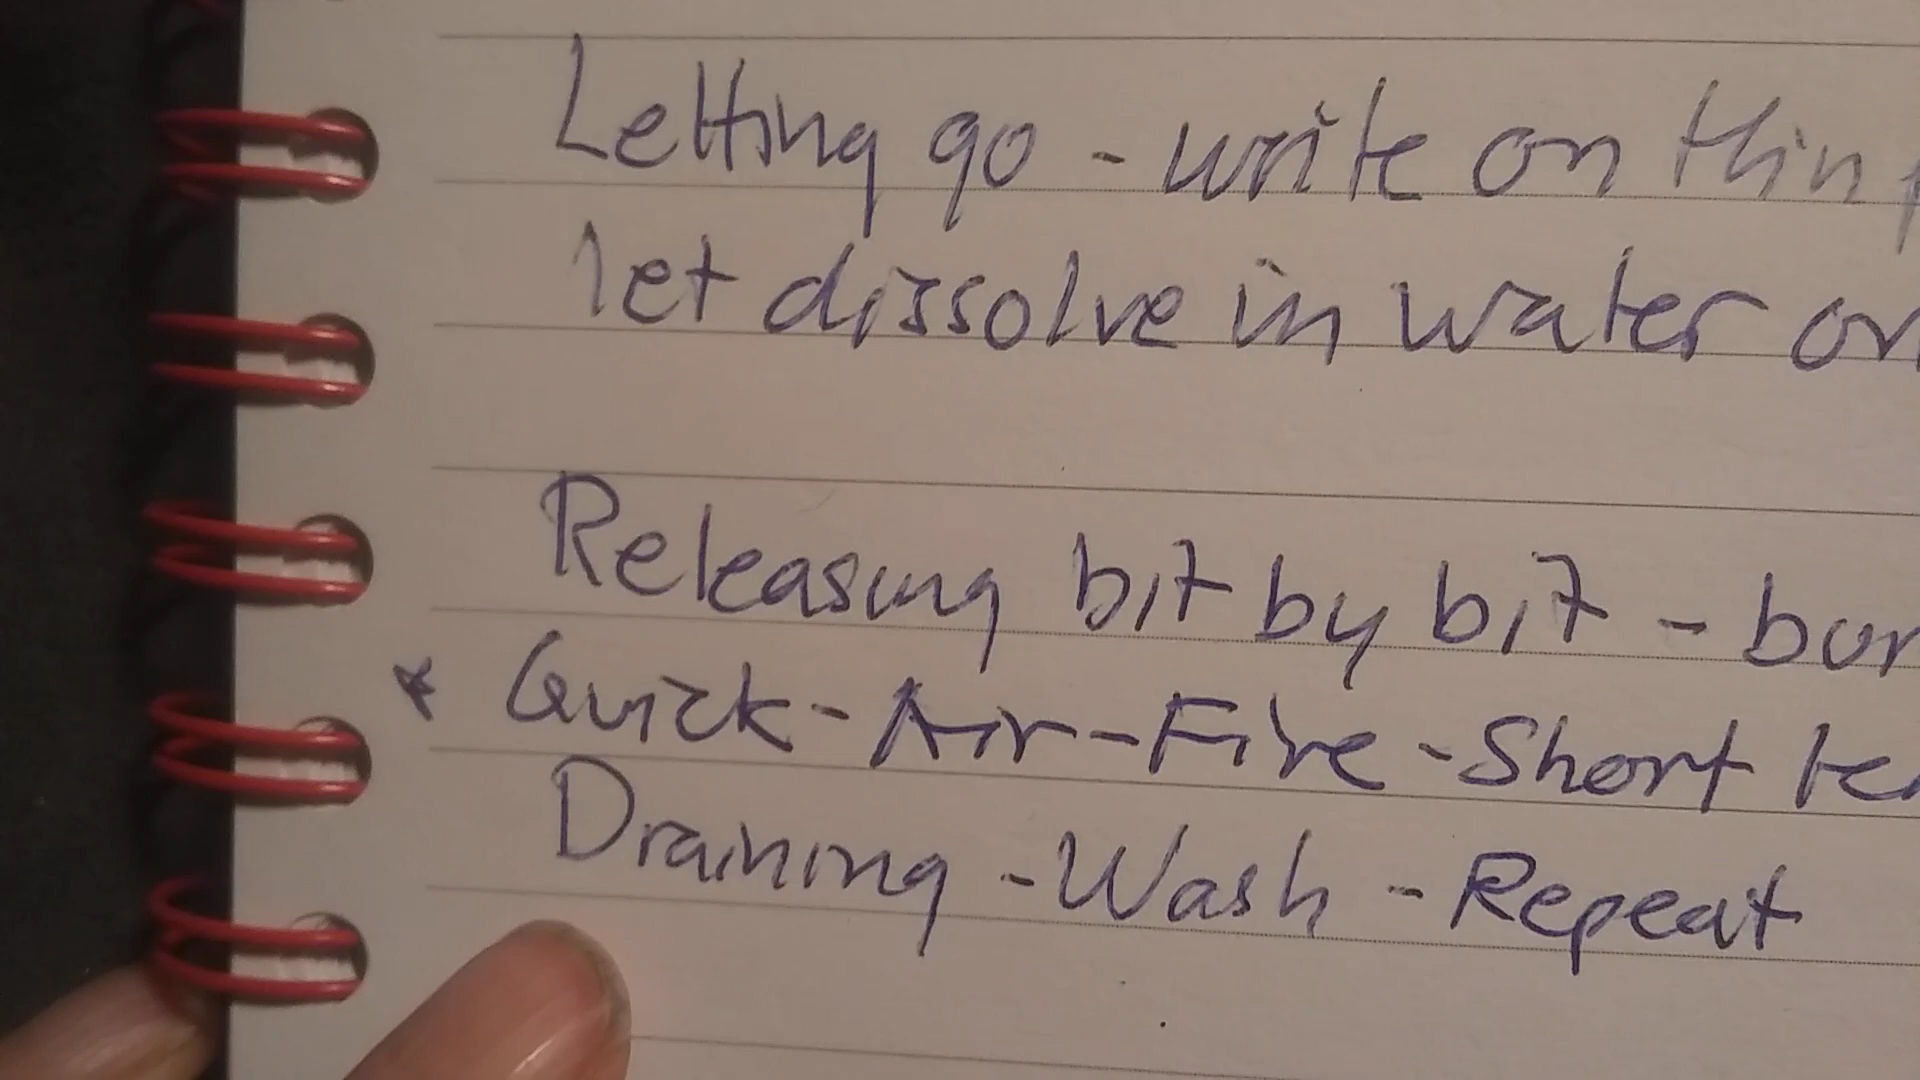 Letting go - write on thin
let dissolve in water or
Releasing bit by bit -
* Quick - Air - Fire - Short
Draining - Wash - Repeat